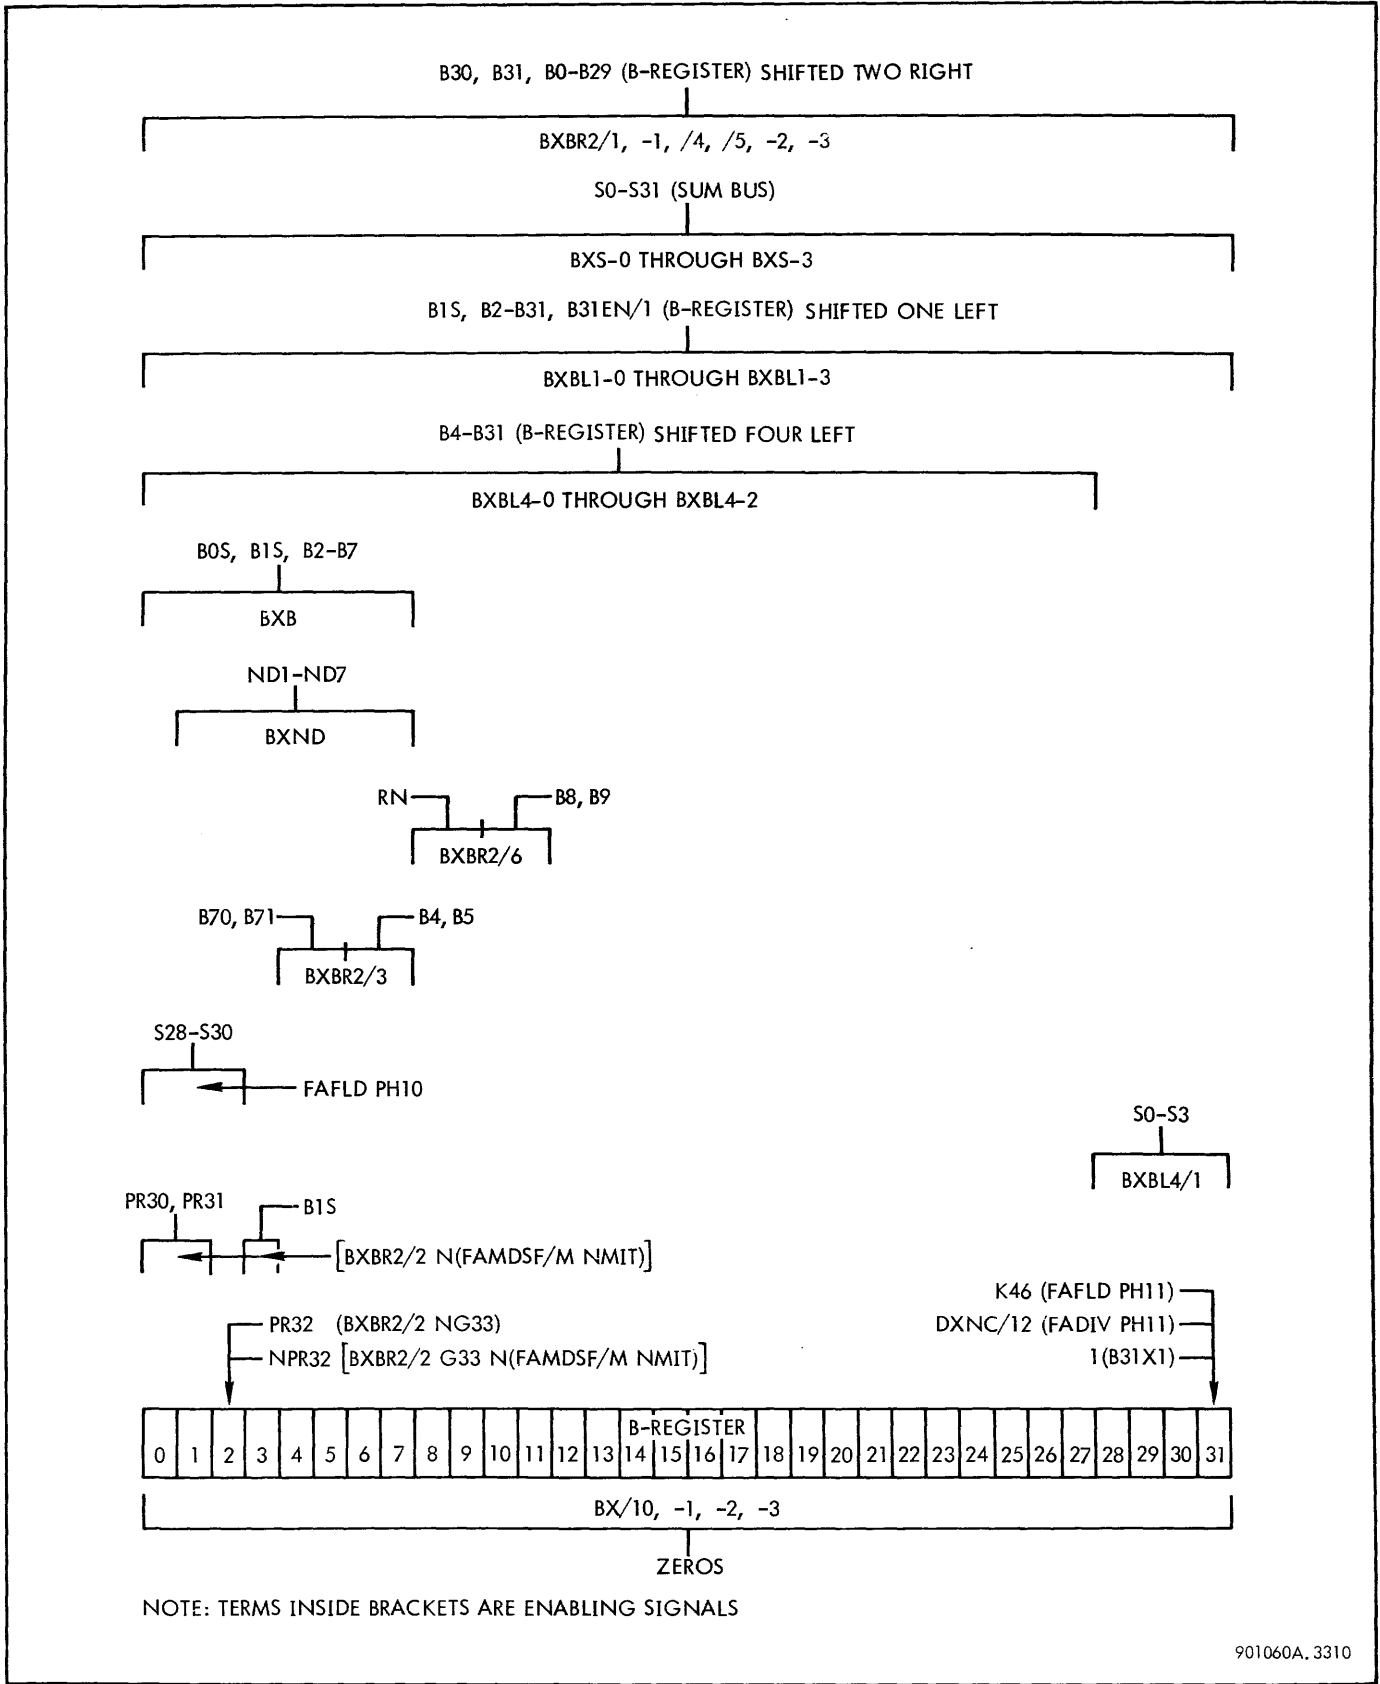 B30, B31, B0-B29 (B-REGISTER) SHIFTED TWO RIGHT
BXBR2/1, -1, /4, /5, -2, -3
S0-S31 (SUM BUS)
BXS-0 THROUGH BXS-3
B1S, B2-B31, B31EN/1 (B-REGISTER) SHIFTED ONE LEFT
BXBL1-0 THROUGH BXBL1-3
B4-B31 (B-REGISTER) SHIFTED FOUR LEFT
BXBL4-0 THROUGH BXBL4-2
B0S, B1S, B2-B7
BXB
ND1-ND7
BXND
RN B8, B9
BXBR2/6
B70, B71 B4, B5
BXBR2/3
S28-S30
FAFLD PH10
S0-S3
BXBL4/1
PR30, PR31 B1S
[BXBR2/2 N(FAMDSF/M NMIT)]
K46 (FAFLD PH11)
PR32 (BXBR2/2 NG33) DXNC/12 (FADIV PH11)
NPR32 [BXBR2/2 G33 N(FAMDSF/M NMIT)] 1(B31X1)
B-REGISTER
0 1 2 3 4 5 6 7 8 9 10 11 12 13 14 15 16 17 18 19 20 21 22 23 24 25 26 27 28 29 30 31
BX/10, -1, -2, -3
ZEROS
NOTE: TERMS INSIDE BRACKETS ARE ENABLING SIGNALS
901060A.3310